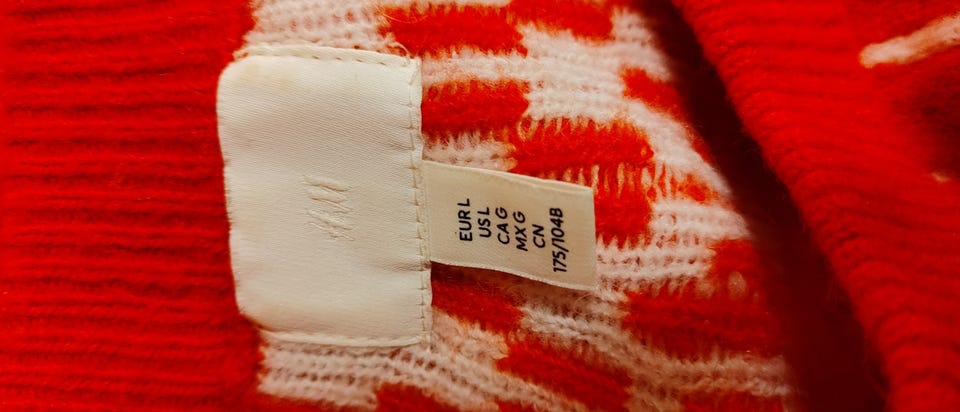 H&M
EUR L
US L
CA G
MX G
CN
175/104B